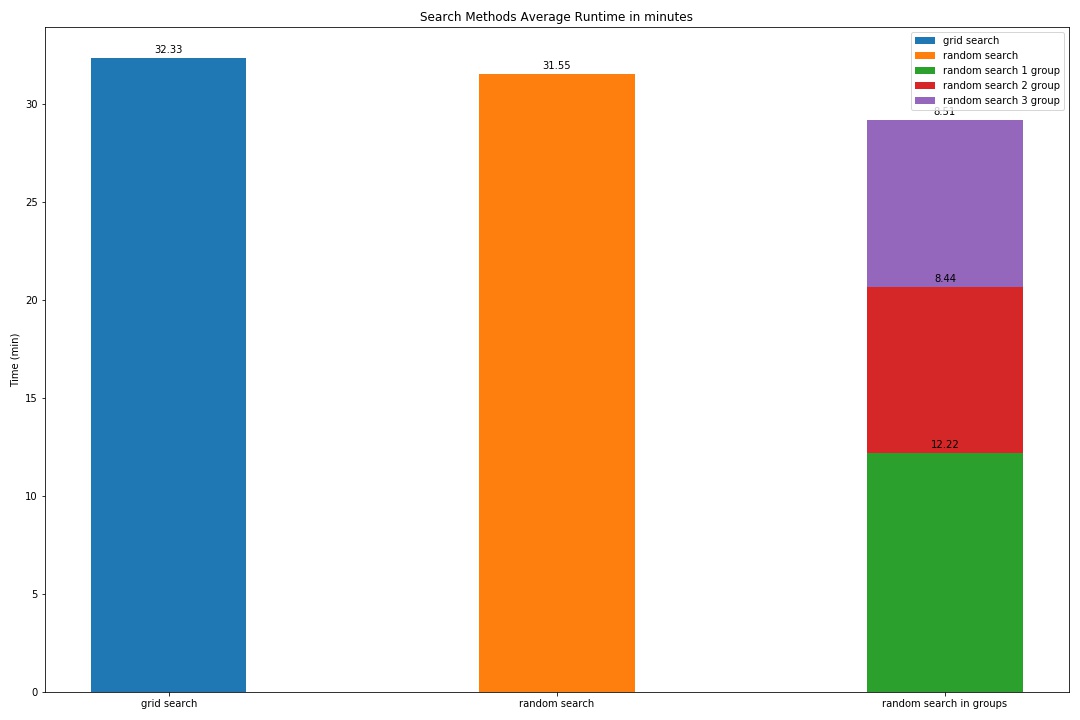 Search Methods Average Runtime in minutes
32.33
31.55
grid search
random search
random search 1 group
random search 2 group
random search 3 group
8.51
8.44
12.22
Time (min)
30
25
20
15
10
5
0
grid search
random search
random search in groups